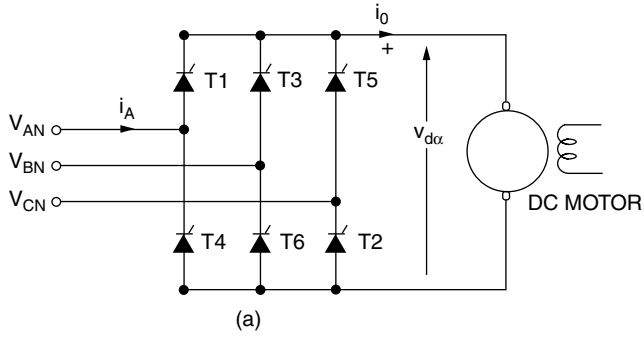 i0
+
T1 T3 T5
iA
VAN
VBN
VCN
vdα
DC MOTOR
T4 T6 T2
(a)